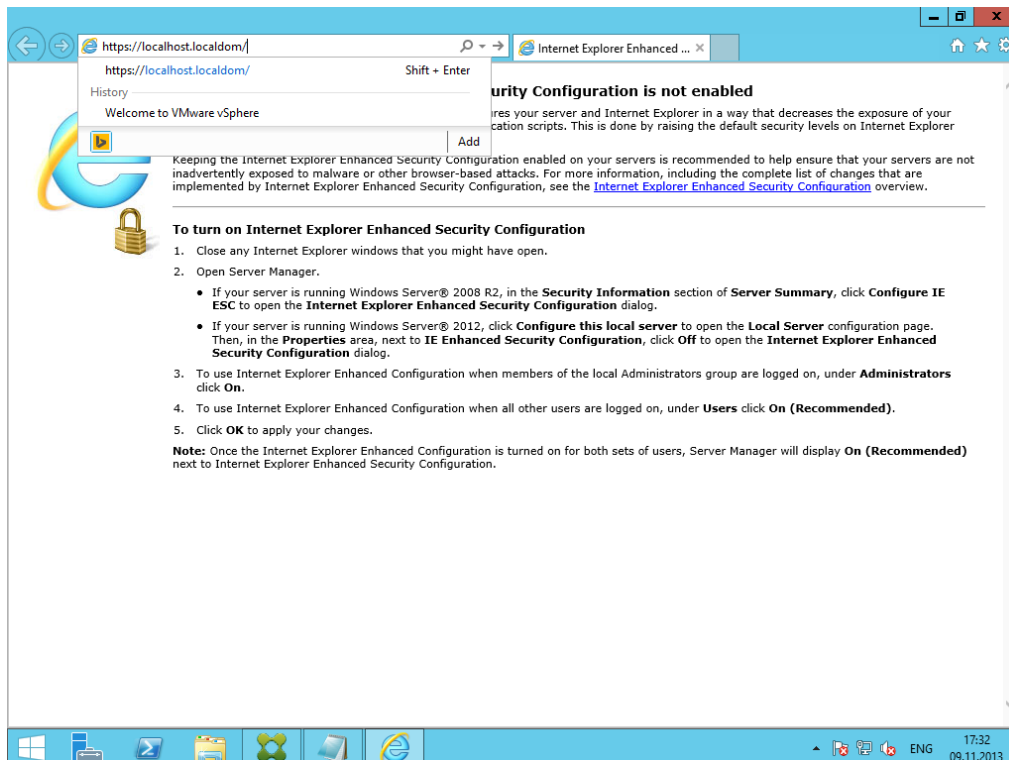 https://localhost.localdom/
Internet Explorer Enhanced ...
https://localhost.localdom/ Shift + Enter
History
Welcome to VMware vSphere
Add
urity Configuration is not enabled
res your server and Internet Explorer in a way that decreases the exposure of your
cation scripts. This is done by raising the default security levels on Internet Explorer
Keeping the Internet Explorer Enhanced Security Configuration enabled on your servers is recommended to help ensure that your servers are not
inadvertently exposed to malware or other browser-based attacks. For more information, including the complete list of changes that are
implemented by Internet Explorer Enhanced Security Configuration, see the Internet Explorer Enhanced Security Configuration overview.
To turn on Internet Explorer Enhanced Security Configuration
1. Close any Internet Explorer windows that you might have open.
2. Open Server Manager.
• If your server is running Windows Server® 2008 R2, in the Security Information section of Server Summary, click Configure IE
ESC to open the Internet Explorer Enhanced Security Configuration dialog.
• If your server is running Windows Server® 2012, click Configure this local server to open the Local Server configuration page.
Then, in the Properties area, next to IE Enhanced Security Configuration, click Off to open the Internet Explorer Enhanced
Security Configuration dialog.
3. To use Internet Explorer Enhanced Configuration when members of the local Administrators group are logged on, under Administrators
click On.
4. To use Internet Explorer Enhanced Configuration when all other users are logged on, under Users click On (Recommended).
5. Click OK to apply your changes.
Note: Once the Internet Explorer Enhanced Configuration is turned on for both sets of users, Server Manager will display On (Recommended)
next to Internet Explorer Enhanced Security Configuration.
ENG
17:32
09.11.2013